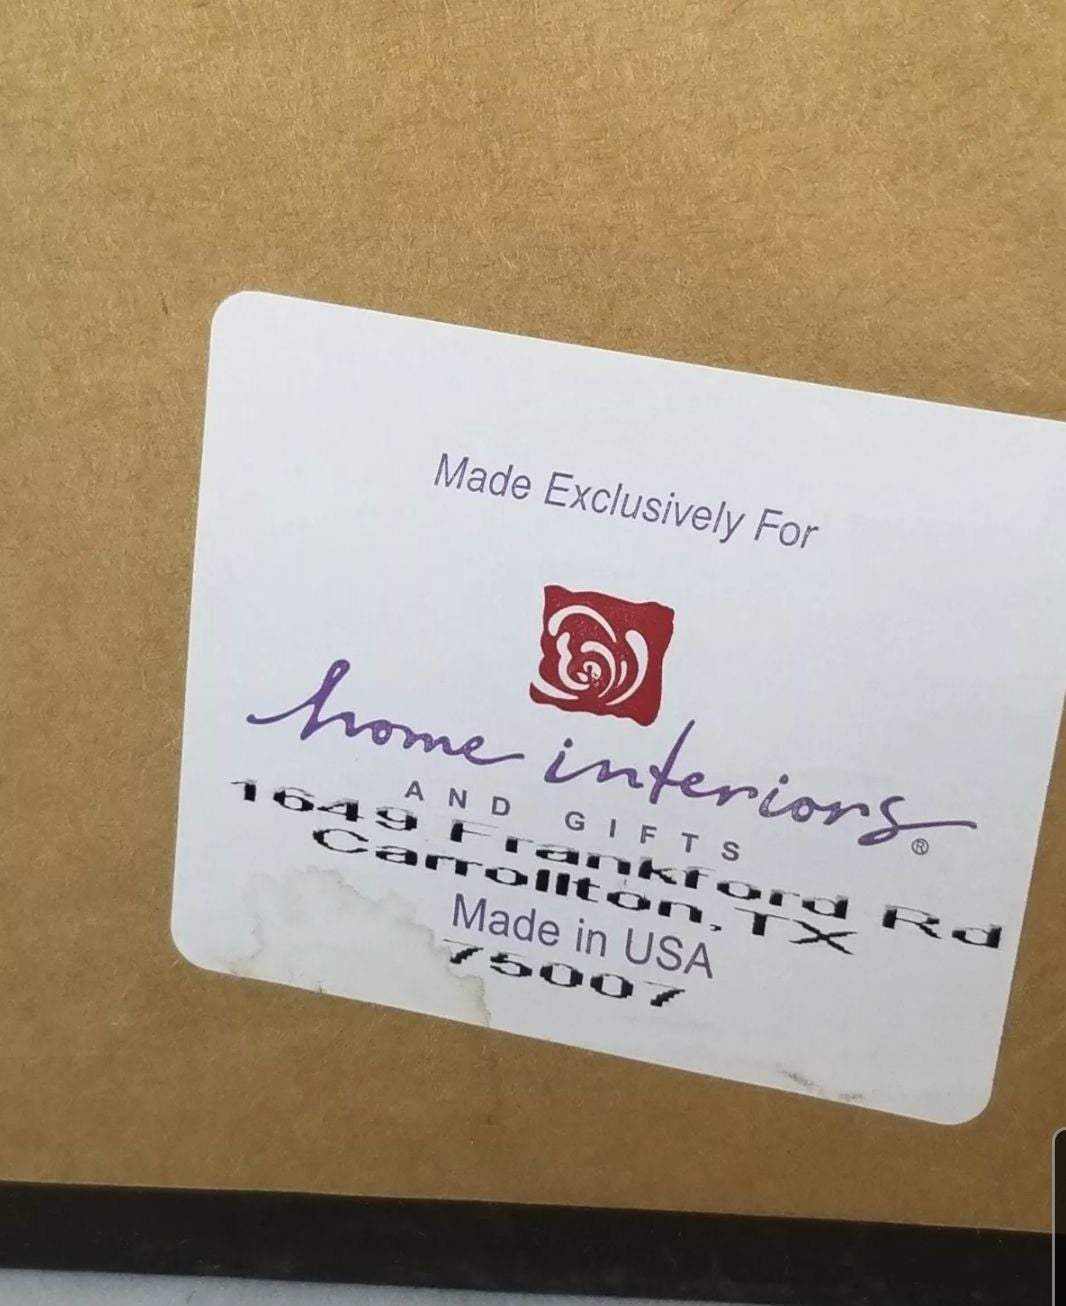 Made Exclusively For
home interiors®
AND GIFTS
1649 Frankford Rd
Carrollton, TX
Made in USA
75007